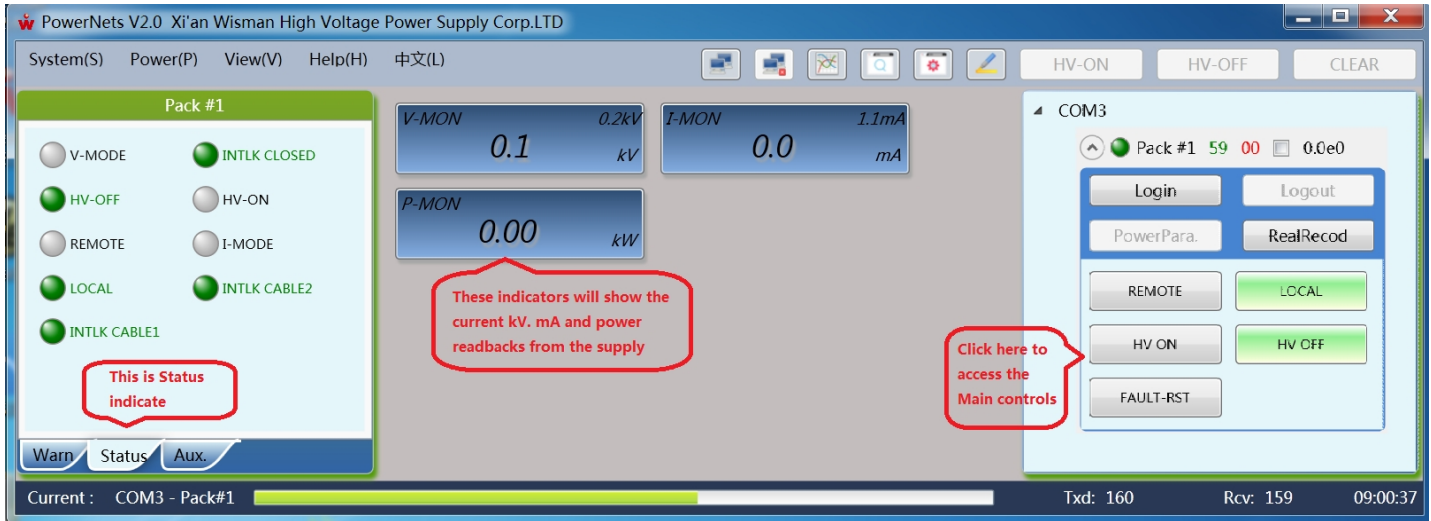 PowerNets V2.0 Xi'an Wisman High Voltage Power Supply Corp.LTD
System(S) Power(P) View(V) Help(H) 中文(L)
HV-ON HV-OFF CLEAR
Pack #1
V-MODE INTLK CLOSED
HV-OFF HV-ON
REMOTE I-MODE
LOCAL INTLK CABLE2
INTLK CABLE1
This is Status
indicate
Warn Status Aux.
V-MON 0.2kV
0.1 kV
I-MON 1.1mA
0.0 mA
P-MON
0.00 kW
These indicators will show the
current kV. mA and power
readbacks from the supply
COM3
Pack #1 59 00 0.0e0
Login Logout
PowerPara. RealRecod
REMOTE LOCAL
HV ON HV OFF
FAULT-RST
Click here to
access the
Main controls
Current : COM3 - Pack#1 Txd: 160 Rcv: 159 09:00:37